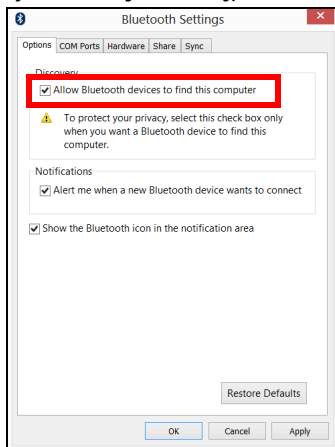 Bluetooth Settings
Options COM Ports Hardware Share Sync
Discovery
Allow Bluetooth devices to find this computer
To protect your privacy, select this check box only
when you want a Bluetooth device to find this
computer.
Notifications
Alert me when a new Bluetooth device wants to connect
Show the Bluetooth icon in the notification area
Restore Defaults
OK Cancel Apply